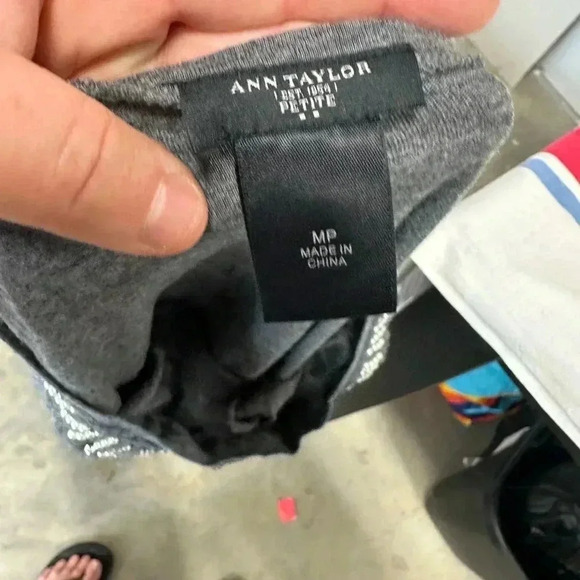 ANN TAYLOR
EST. 1954
PETITE
MP
MADE IN
CHINA